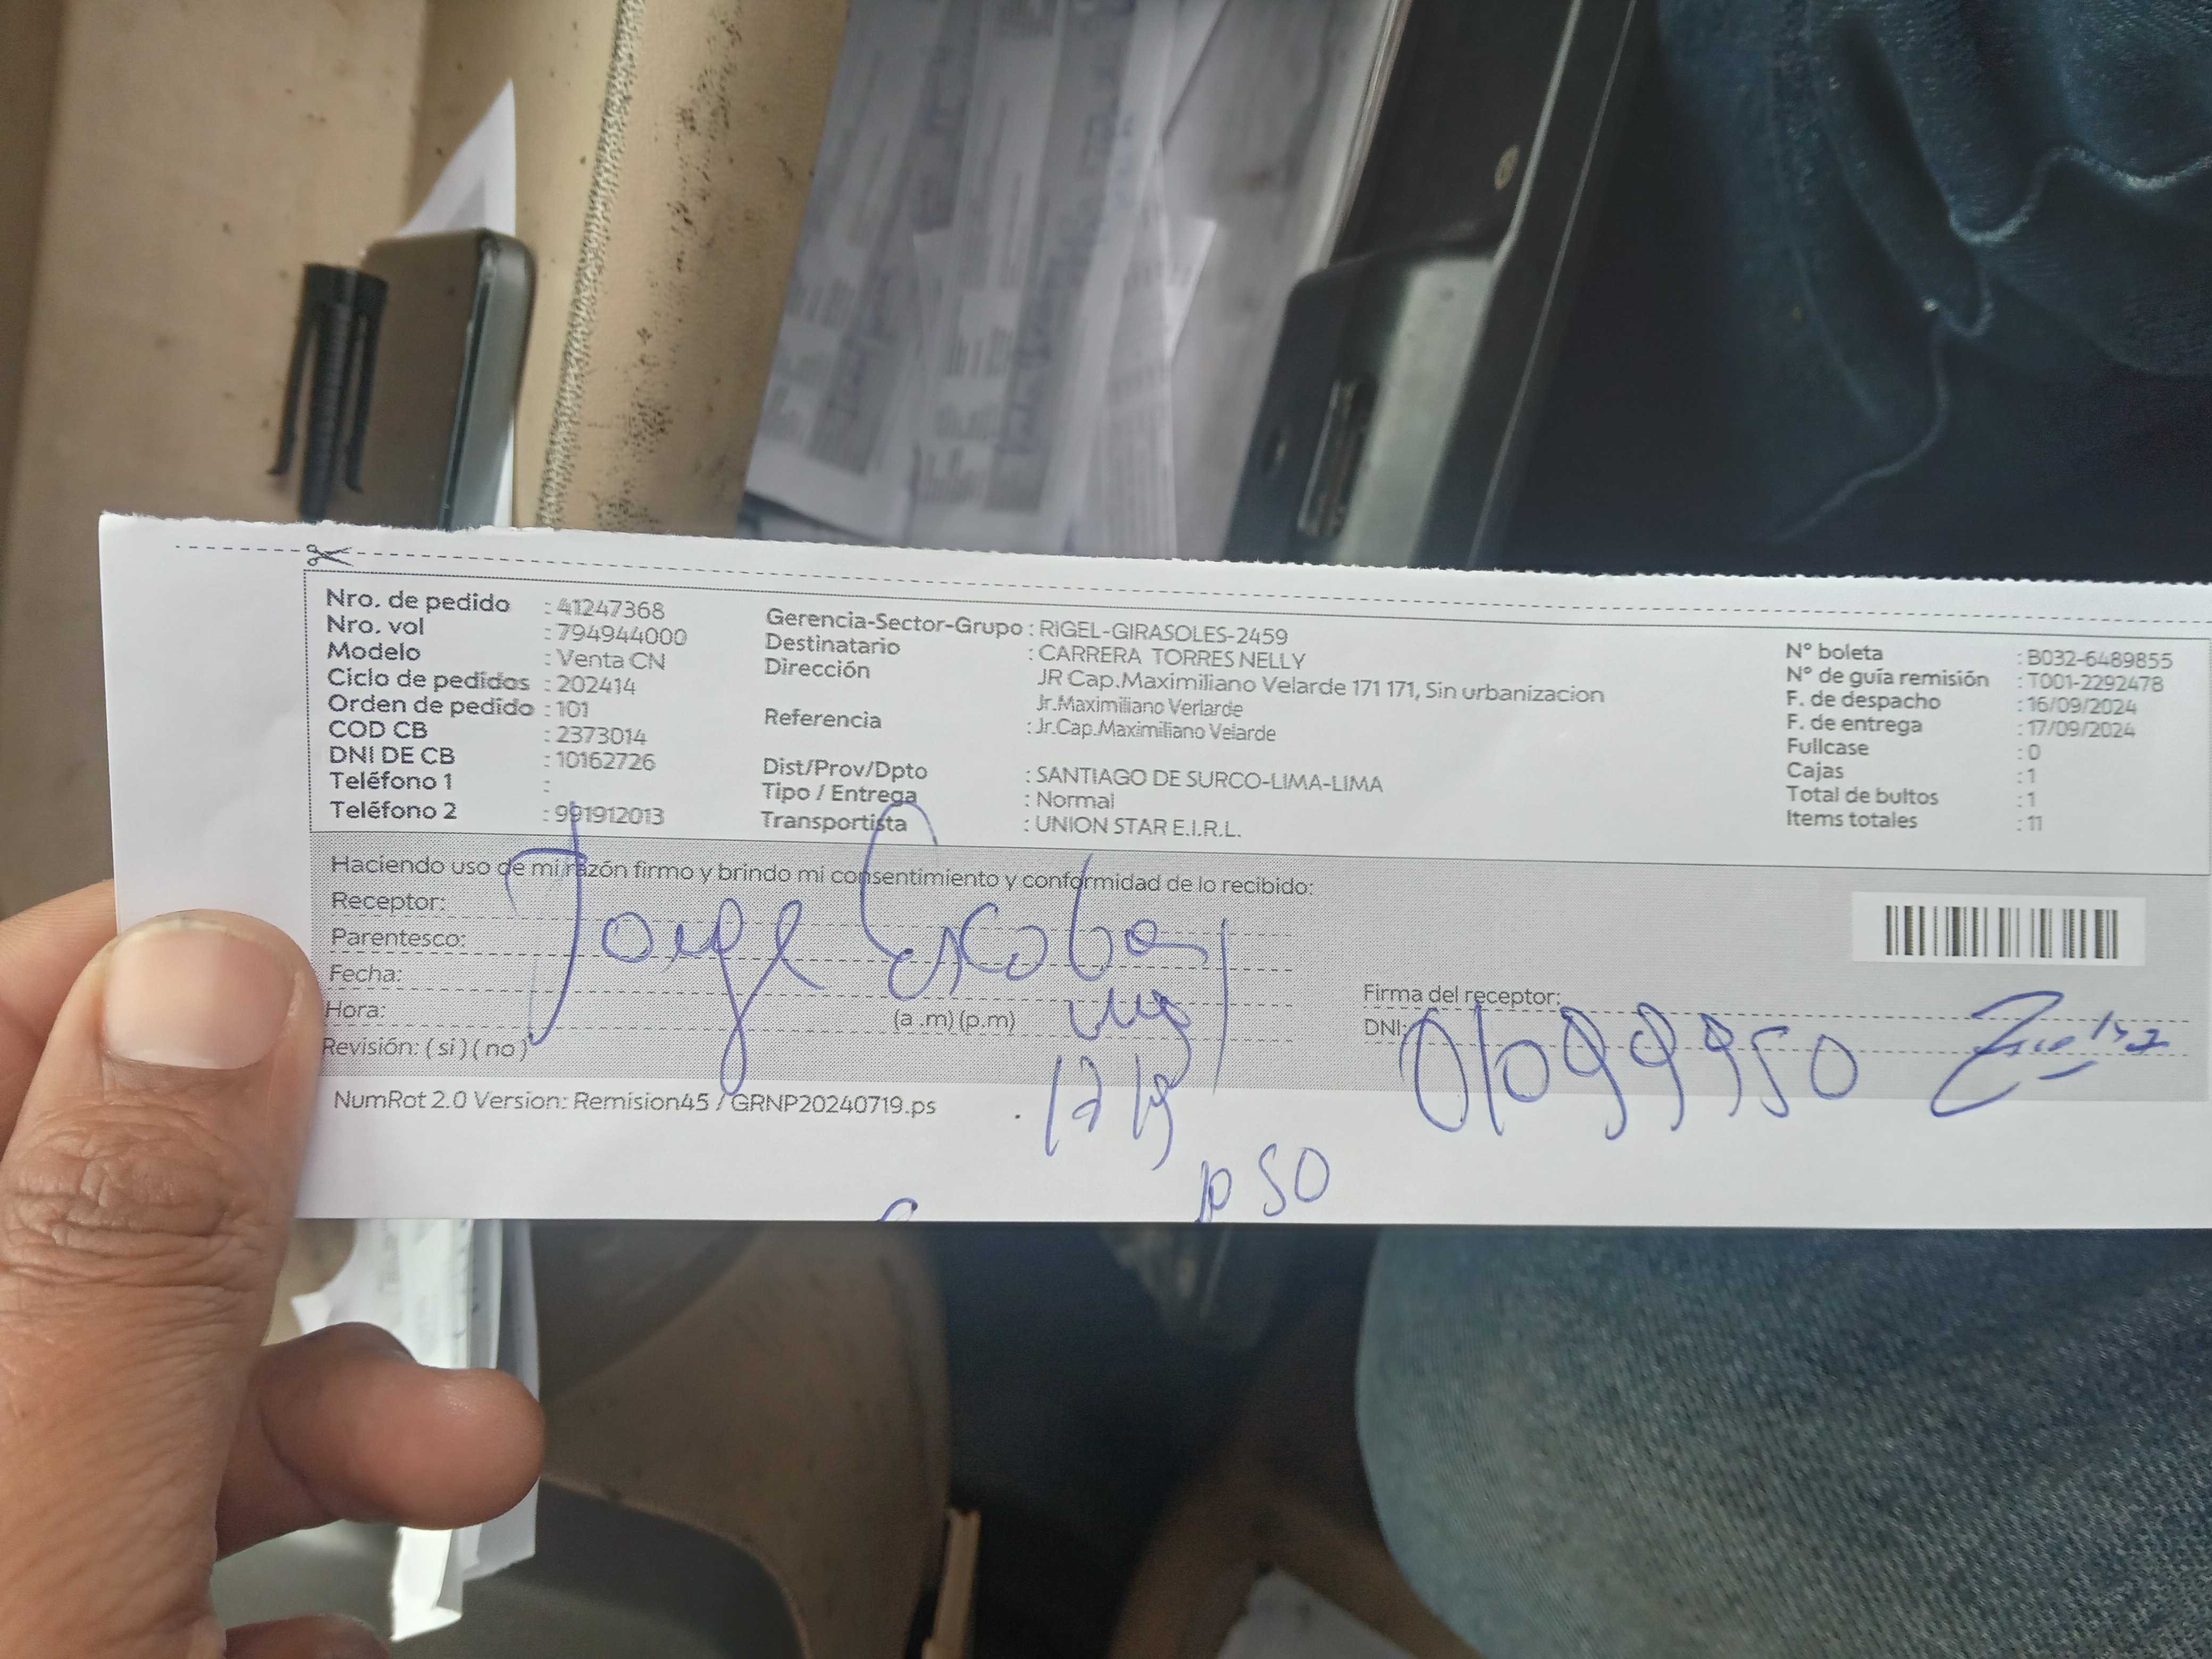 Nro. de pedido : 41247368
Nro. vol : 794944000
Modelo : Venta CN
Ciclo de pedidos : 202414
Orden de pedido : 101
COD CB : 2373014
DNI DE CB : 10162726
Teléfono 1 :
Teléfono 2 : 991912013
Gerencia-Sector-Grupo : RIGEL-GIRASOLES-2459
Destinatario : CARRERA TORRES NELLY
Dirección JR Cap.Maximiliano Velarde 171 171, Sin urbanizacion
Jr.Maximiliano Verlarde
Referencia : Jr.Cap.Maximiliano Velarde
Dist/Prov/Dpto : SANTIAGO DE SURCO-LIMA-LIMA
Tipo / Entrega : Normal
Transportista : UNION STAR E.I.R.L.
N° boleta : B032-6489855
N° de guía remisión : T001-2292478
F. de despacho : 16/09/2024
F. de entrega : 17/09/2024
Fullcase : 0
Cajas : 1
Total de bultos : 1
Items totales : 11
Haciendo uso de mi razón firmo y brindo mi consentimiento y conformidad de lo recibido:
Receptor: Jorge Escobar
Parentesco:
Fecha:
Hora: (a .m) (p.m)
Revisión: ( si ) ( no )
Firma del receptor:
DNI: 01099950
NumRot 2.0 Version: Remision45 / GRNP20240719.ps
17/9
p 50